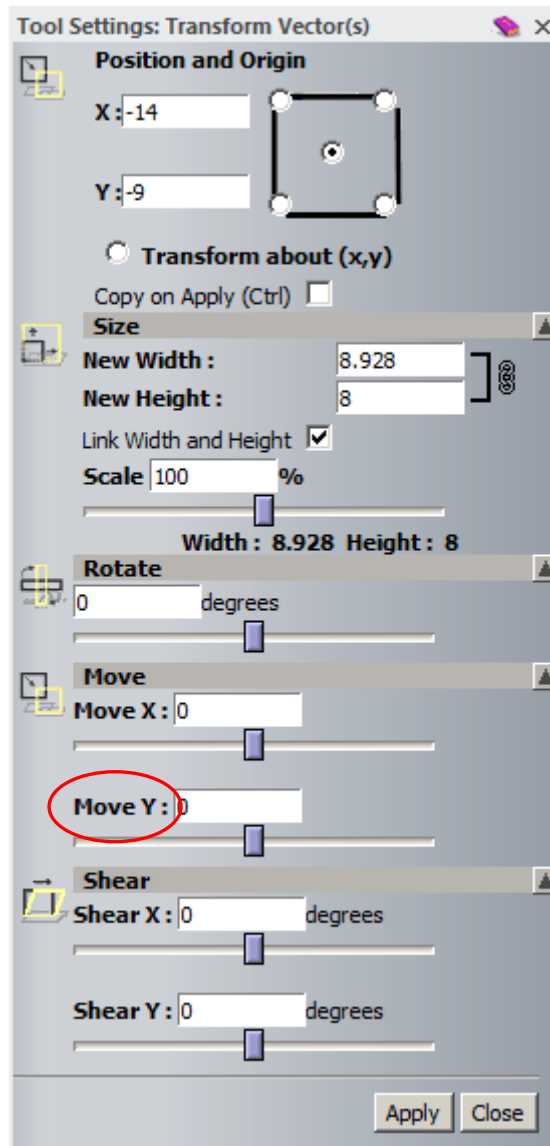 Tool Settings: Transform Vector(s)
Position and Origin
X : -14
Y : -9
Transform about (x,y)
Copy on Apply (Ctrl)
Size
New Width : 8.928
New Height : 8
Link Width and Height
Scale 100 %
Width : 8.928 Height : 8
Rotate
0 degrees
Move
Move X : 0
Move Y : 0
Shear
Shear X : 0 degrees
Shear Y : 0 degrees
Apply Close